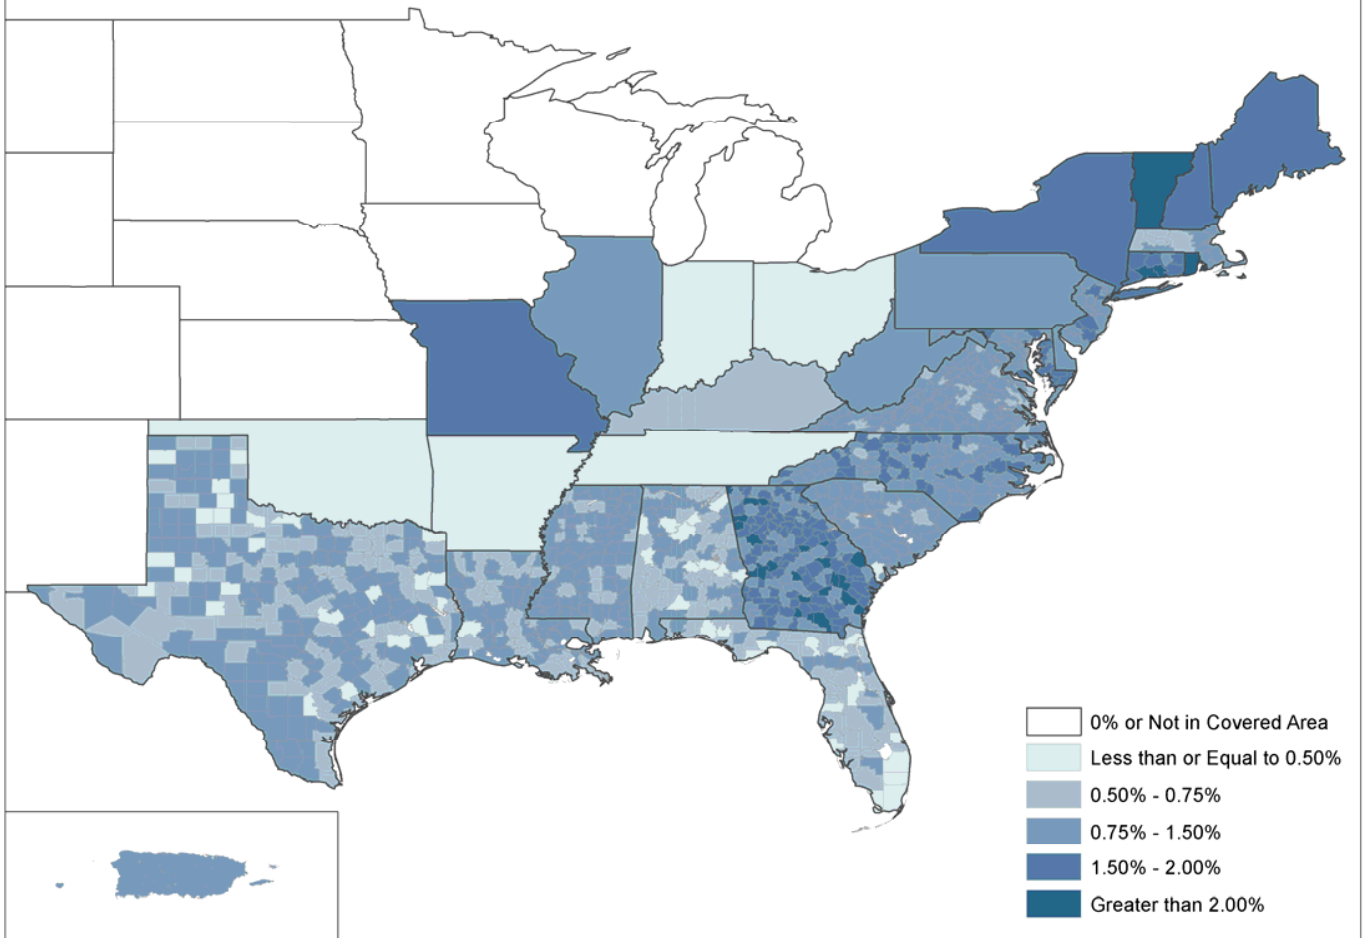 0% or Not in Covered Area
Less than or Equal to 0.50%
0.50% - 0.75%
0.75% - 1.50%
1.50% - 2.00%
Greater than 2.00%